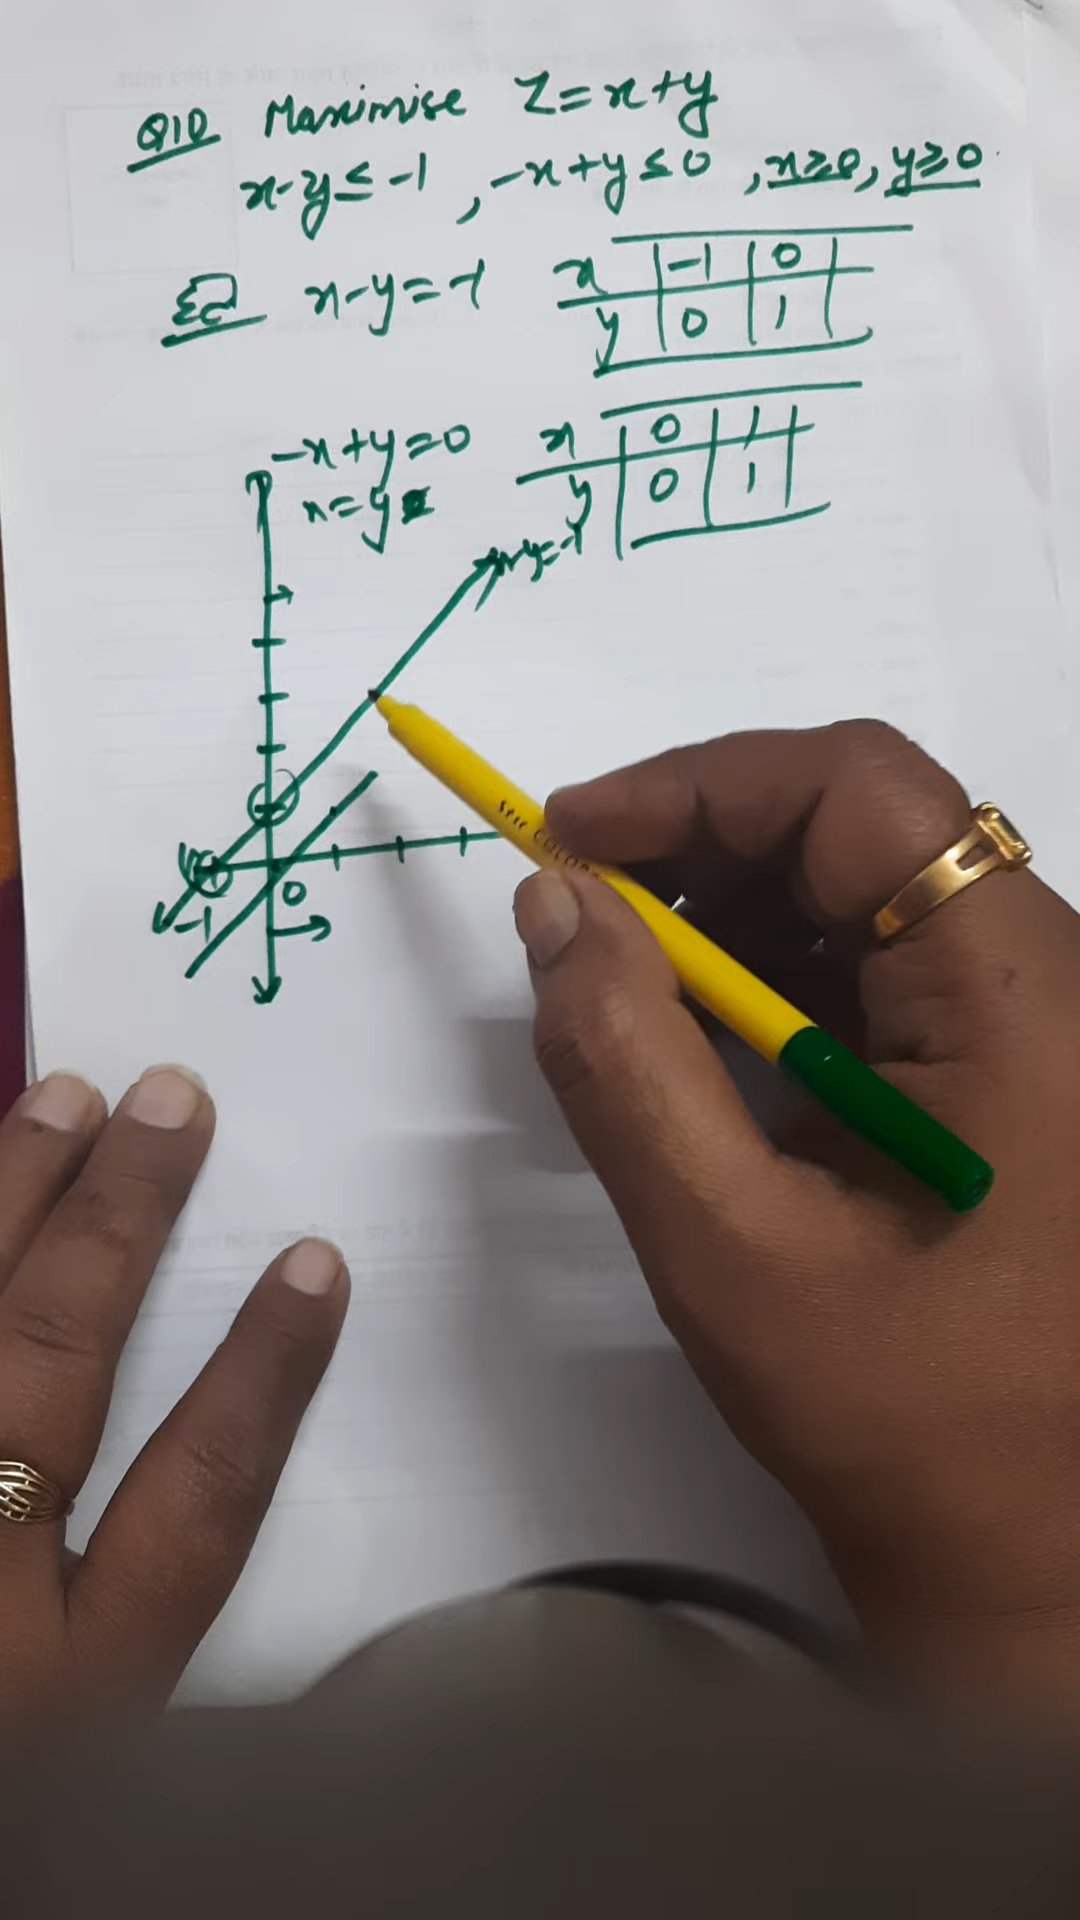 Q10 Maximise Z=x+y
x-y≤-1, -x+y≤0, x≥0, y≥0
हल x-y=-1
x -1 0
y 0 1
-x+y=0
x=y
x 0 1
y 0 1
x-y=-1
-1 0